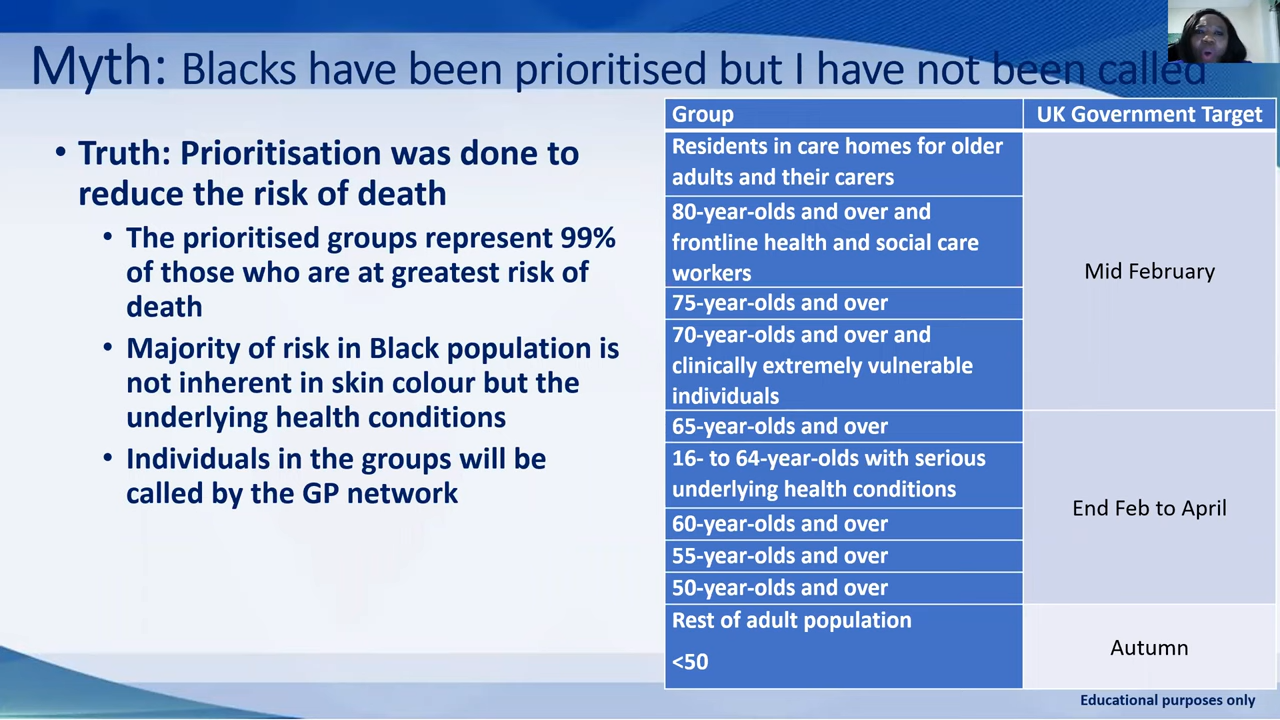 Myth: Blacks have been prioritised but I have not been called
• Truth: Prioritisation was done to
reduce the risk of death
• The prioritised groups represent 99%
of those who are at greatest risk of
death
• Majority of risk in Black population is
not inherent in skin colour but the
underlying health conditions
• Individuals in the groups will be
called by the GP network
Group
UK Government Target
Residents in care homes for older
adults and their carers
80-year-olds and over and
frontline health and social care
workers
75-year-olds and over
70-year-olds and over and
clinically extremely vulnerable
individuals
Mid February
65-year-olds and over
16- to 64-year-olds with serious
underlying health conditions
60-year-olds and over
55-year-olds and over
50-year-olds and over
End Feb to April
Rest of adult population
<50
Autumn
Educational purposes only